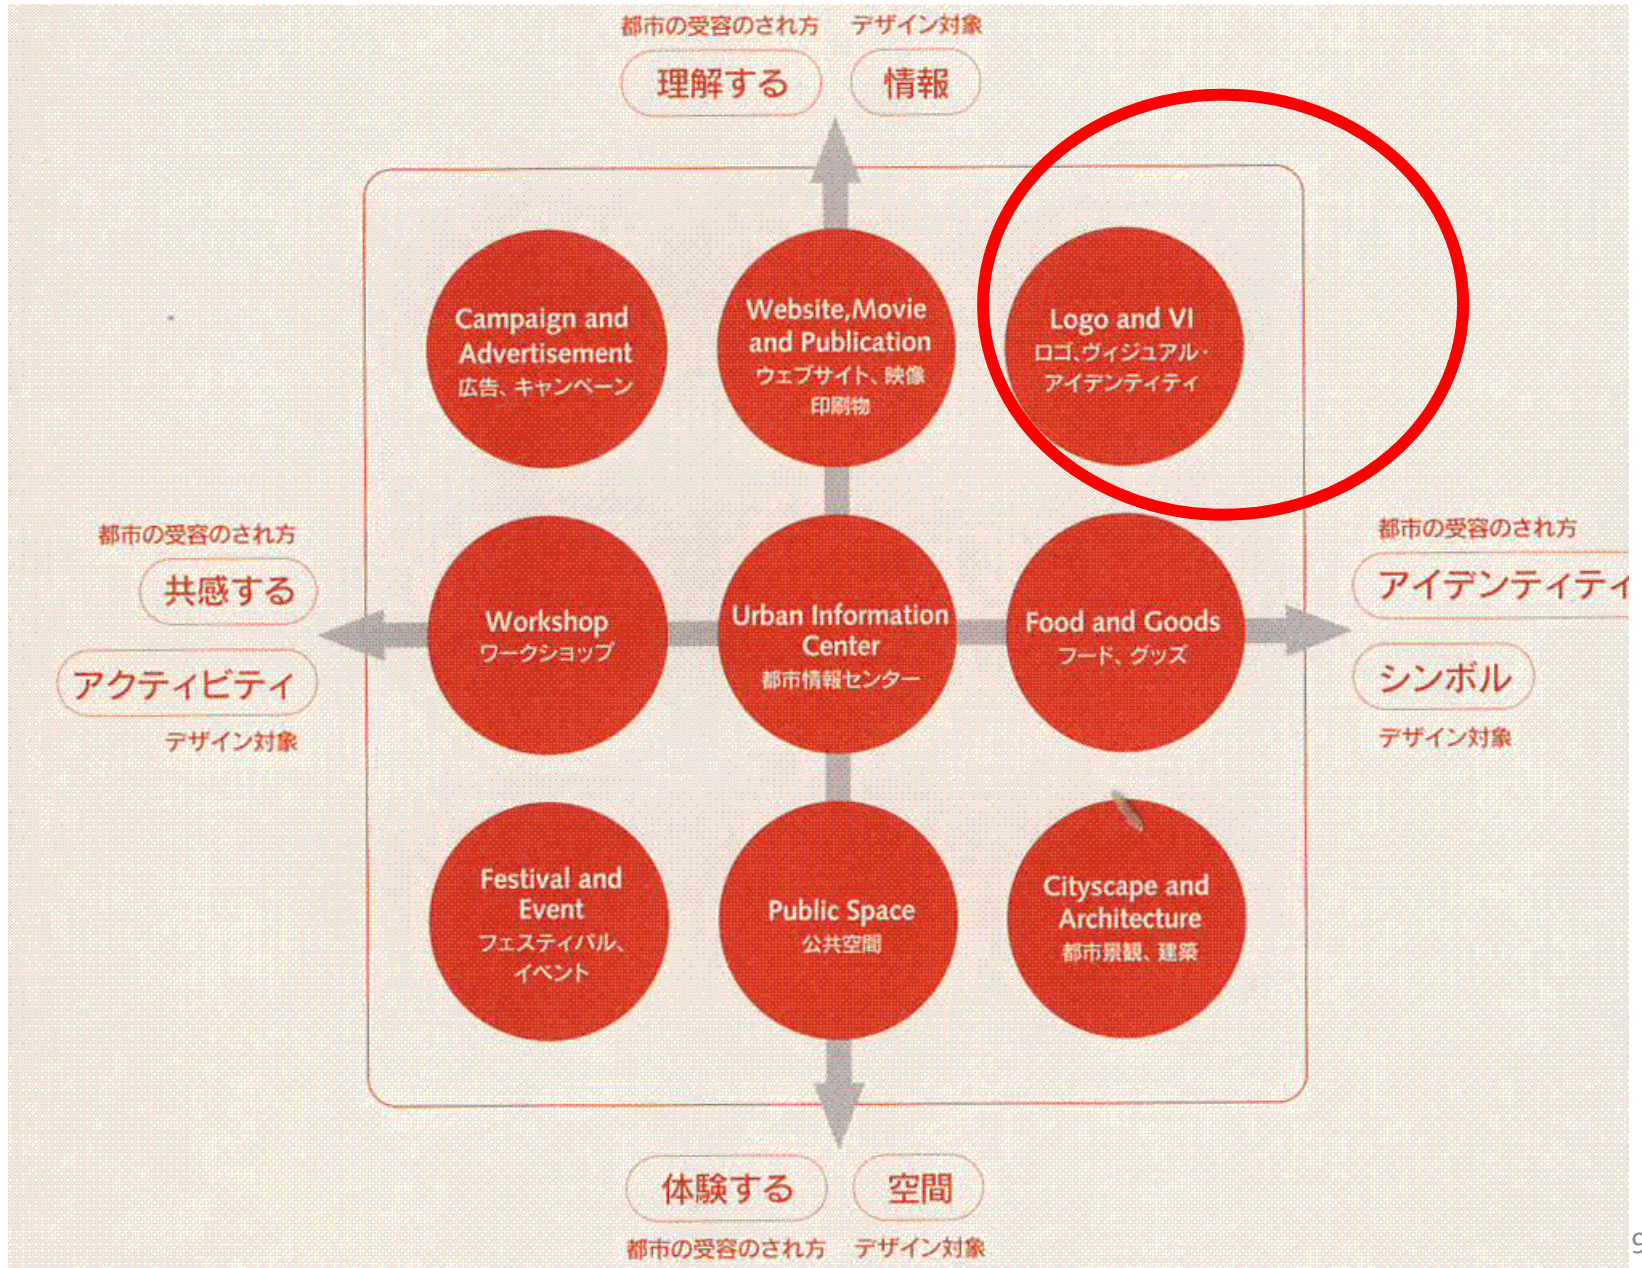 都市の受容のされ方 デザイン対象
理解する 情報
Campaign and
Advertisement
広告、キャンペーン
Website,Movie
and Publication
ウェブサイト、映像
印刷物
Logo and VI
ロゴ、ヴィジュアル・
アイデンティティ
都市の受容のされ方
共感する
アクティビティ
デザイン対象
Workshop
ワークショップ
Urban Information
Center
都市情報センター
Food and Goods
フード、グッズ
都市の受容のされ方
アイデンティティ
シンボル
デザイン対象
Festival and
Event
フェスティバル、
イベント
Public Space
公共空間
Cityscape and
Architecture
都市景観、建築
体験する 空間
都市の受容のされ方 デザイン対象
9